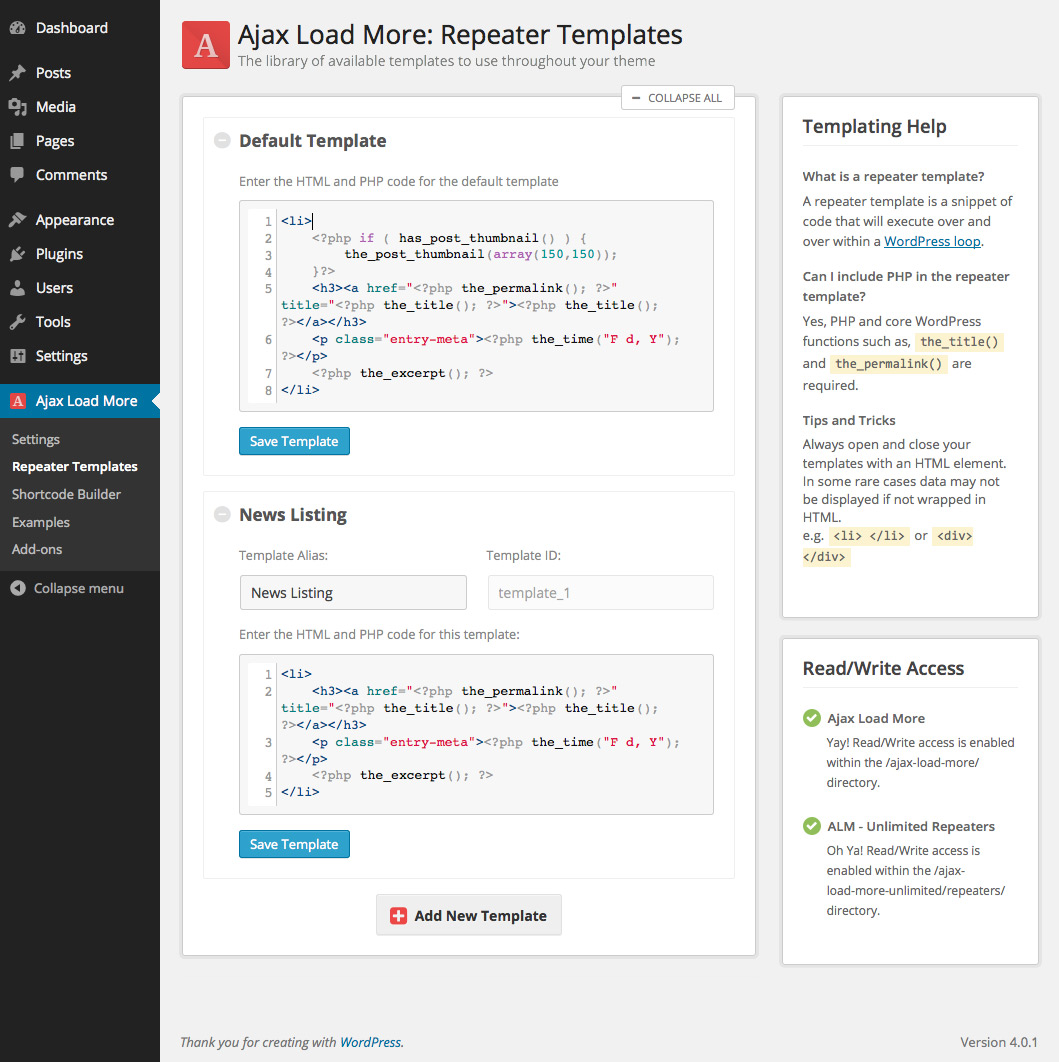 Dashboard
Posts
Media
Pages
Comments
Appearance
Plugins
Users
Tools
Settings
A Ajax Load More
Settings
Repeater Templates
Shortcode Builder
Examples
Add-ons
Collapse menu
A
Ajax Load More: Repeater Templates
The library of available templates to use throughout your theme
COLLAPSE ALL
Default Template
Enter the HTML and PHP code for the default template
1 <li>
2 <?php if ( has_post_thumbnail() ) {
3 the_post_thumbnail(array(150,150));
4 }?>
5 <h3><a href="<?php the_permalink(); ?>"
title="<?php the_title(); ?>"><?php the_title();
?></a></h3>
6 <p class="entry-meta"><?php the_time("F d, Y");
?></p>
7 <?php the_excerpt(); ?>
8 </li>
Save Template
News Listing
Template Alias:
Template ID:
News Listing
template_1
Enter the HTML and PHP code for this template:
1 <li>
2 <h3><a href="<?php the_permalink(); ?>"
title="<?php the_title(); ?>"><?php the_title();
?></a></h3>
3 <p class="entry-meta"><?php the_time("F d, Y");
?></p>
4 <?php the_excerpt(); ?>
5 </li>
Save Template
Add New Template
Templating Help
What is a repeater template?
A repeater template is a snippet of
code that will execute over and
over within a WordPress loop.
Can I include PHP in the repeater
template?
Yes, PHP and core WordPress
functions such as, the_title()
and the_permalink() are
required.
Tips and Tricks
Always open and close your
templates with an HTML element.
In some rare cases data may not
be displayed if not wrapped in
HTML.
e.g. <li> </li> or <div>
</div>
Read/Write Access
Ajax Load More
Yay! Read/Write access is enabled
within the /ajax-load-more/
directory.
ALM - Unlimited Repeaters
Oh Ya! Read/Write access is
enabled within the /ajax-
load-more-unlimited/repeaters/
directory.
Thank you for creating with WordPress.
Version 4.0.1